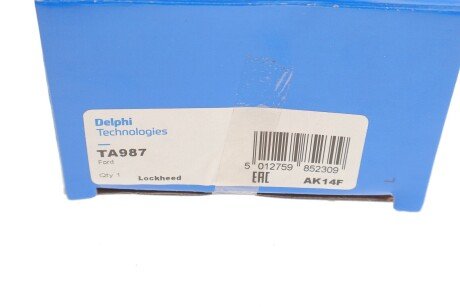 Delphi
Technologies
TA987
Ford
Qty 1 Lockheed
5 012759 852309
EAC AK14F